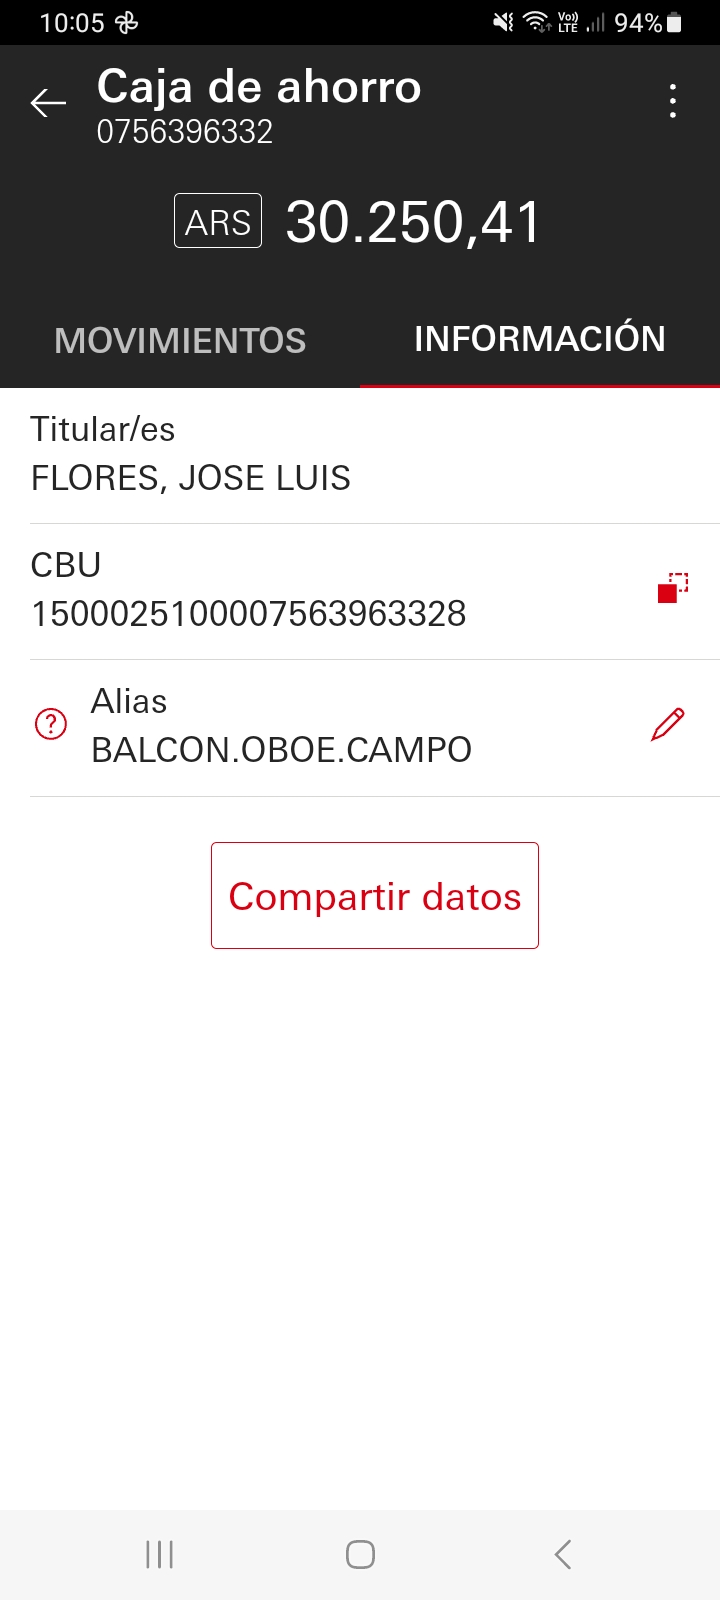 10:05
Vo)) LTE 94%
Caja de ahorro
0756396332
ARS 30.250,41
MOVIMIENTOS INFORMACIÓN
Titular/es
FLORES, JOSE LUIS
CBU
1500025100007563963328
? Alias
BALCON.OBOE.CAMPO
Compartir datos